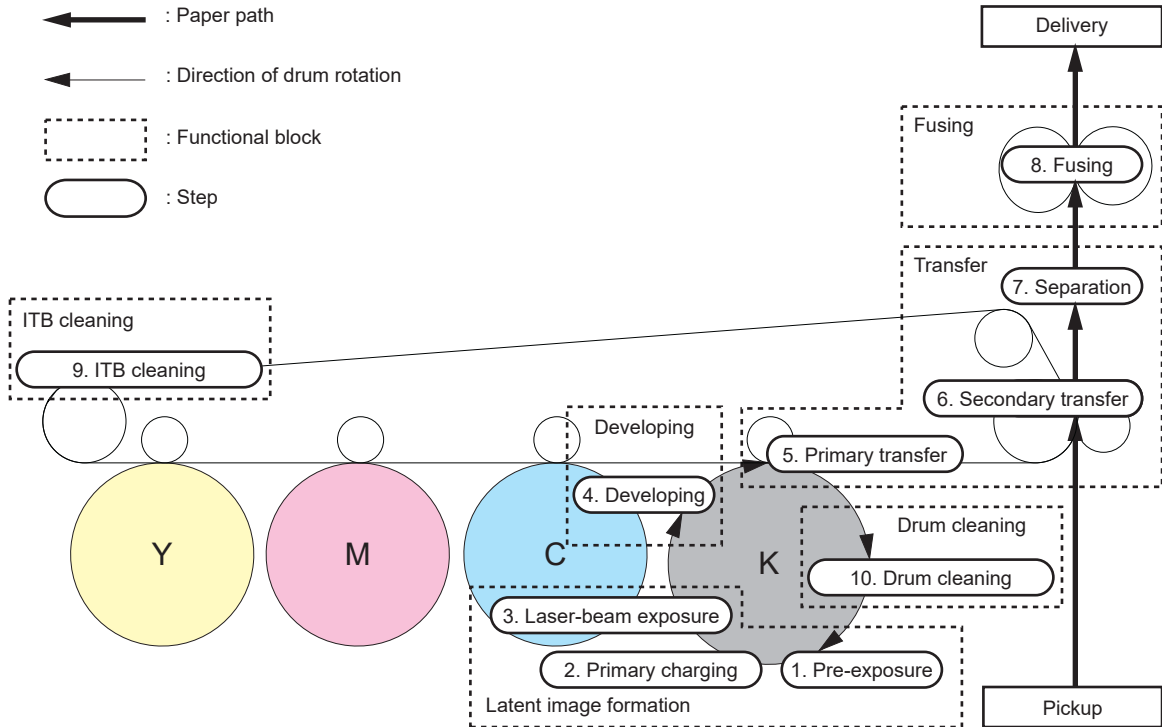 : Paper path
: Direction of drum rotation
: Functional block
: Step
Delivery
Fusing
8. Fusing
Transfer
7. Separation
ITB cleaning
9. ITB cleaning
6. Secondary transfer
Developing
5. Primary transfer
4. Developing
Y
M
C
K
Drum cleaning
10. Drum cleaning
3. Laser-beam exposure
2. Primary charging
1. Pre-exposure
Latent image formation
Pickup